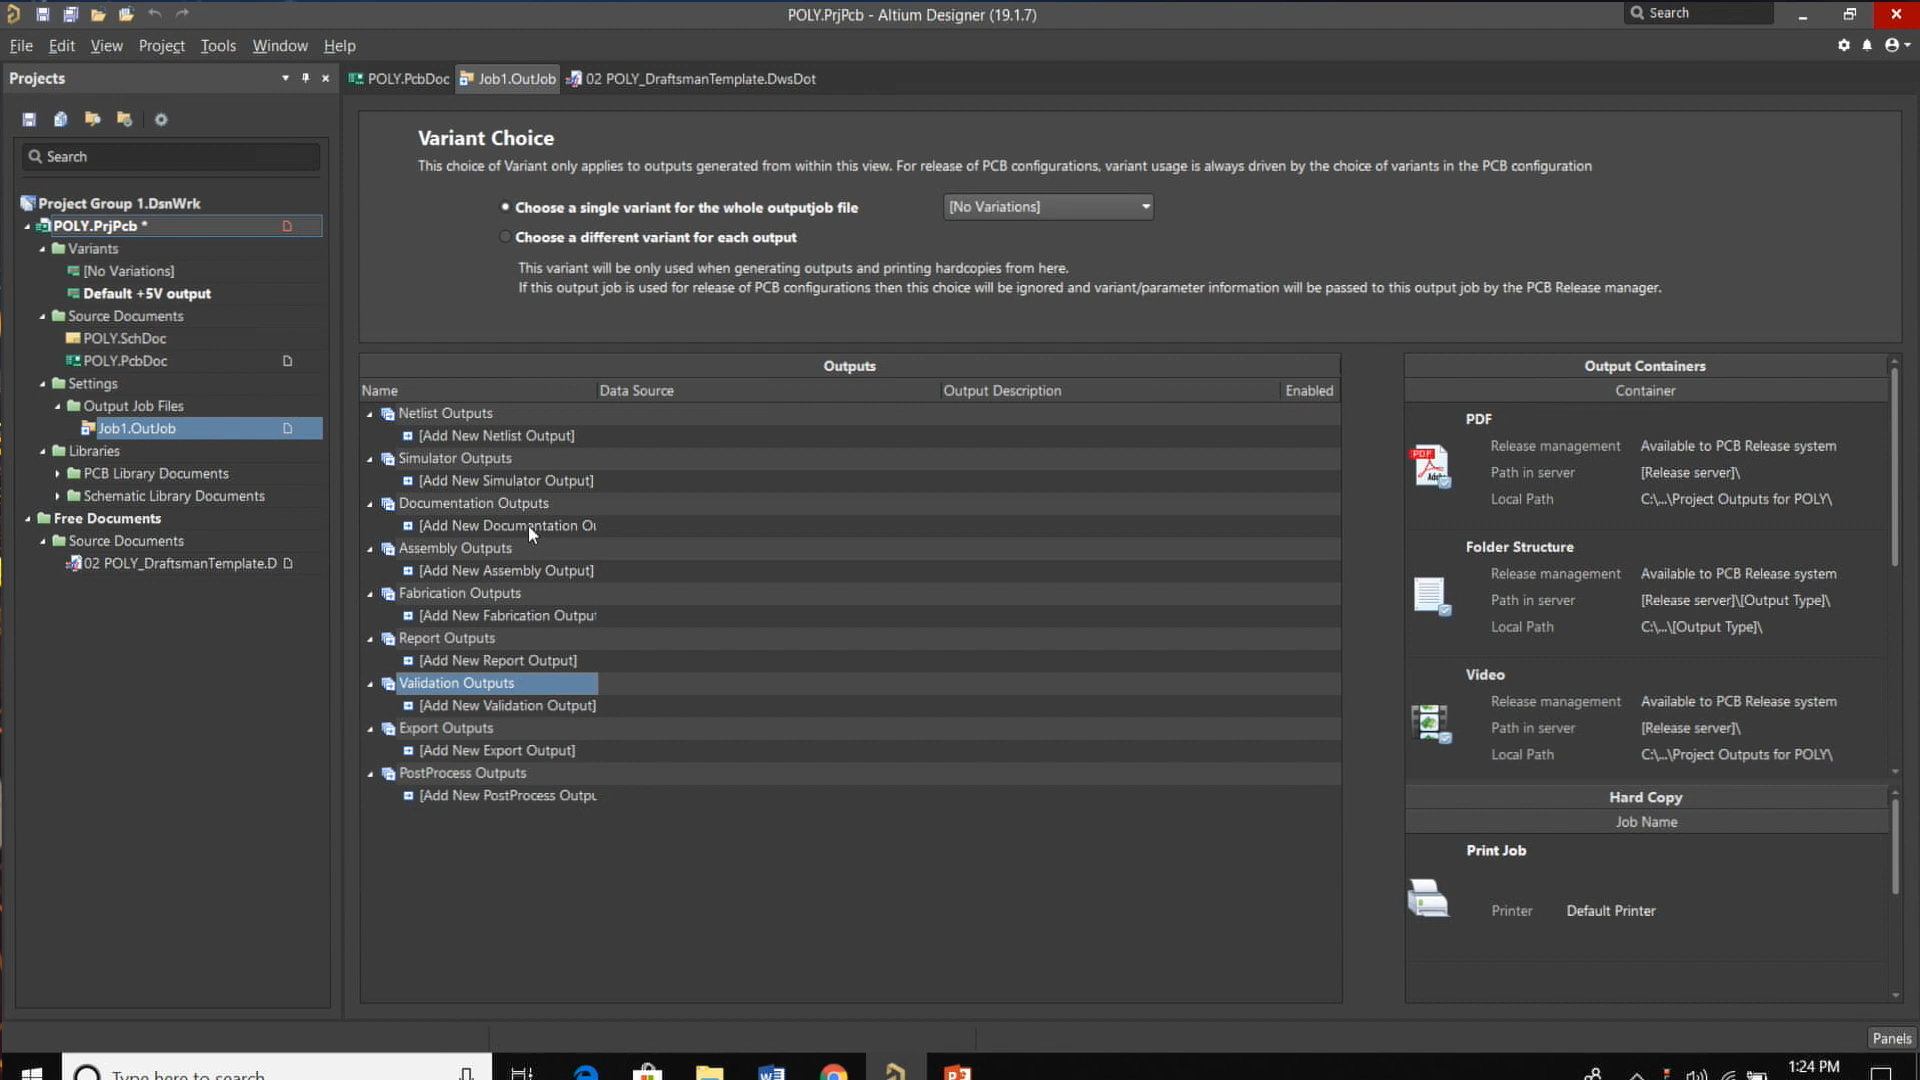 POLY.PrjPcb - Altium Designer (19.1.7)
Search
File Edit View Project Tools Window Help
Projects
POLY.PcbDoc
Job1.OutJob
02 POLY_DraftsmanTemplate.DwsDot
Search
Project Group 1.DsnWrk
POLY.PrjPcb *
Variants
[No Variations]
Default +5V output
Source Documents
POLY.SchDoc
POLY.PcbDoc
Settings
Output Job Files
Job1.OutJob
Libraries
PCB Library Documents
Schematic Library Documents
Free Documents
Source Documents
02 POLY_DraftsmanTemplate.D
Variant Choice
This choice of Variant only applies to outputs generated from within this view. For release of PCB configurations, variant usage is always driven by the choice of variants in the PCB configuration
Choose a single variant for the whole outputjob file
[No Variations]
Choose a different variant for each output
This variant will be only used when generating outputs and printing hardcopies from here.
If this output job is used for release of PCB configurations then this choice will be ignored and variant/parameter information will be passed to this output job by the PCB Release manager.
Outputs
Name Data Source Output Description Enabled
Netlist Outputs
[Add New Netlist Output]
Simulator Outputs
[Add New Simulator Output]
Documentation Outputs
[Add New Documentation Ou
Assembly Outputs
[Add New Assembly Output]
Fabrication Outputs
[Add New Fabrication Output
Report Outputs
[Add New Report Output]
Validation Outputs
[Add New Validation Output]
Export Outputs
[Add New Export Output]
PostProcess Outputs
[Add New PostProcess Outpu
Output Containers
Container
PDF
Release management Available to PCB Release system
Path in server [Release server]\
Local Path C:\...\Project Outputs for POLY\
Folder Structure
Release management Available to PCB Release system
Path in server [Release server]\[Output Type]\
Local Path C:\...\[Output Type]\
Video
Release management Available to PCB Release system
Path in server [Release server]\
Local Path C:\...\Project Outputs for POLY\
Hard Copy
Job Name
Print Job
Printer Default Printer
Panels
Type here to search
1:24 PM